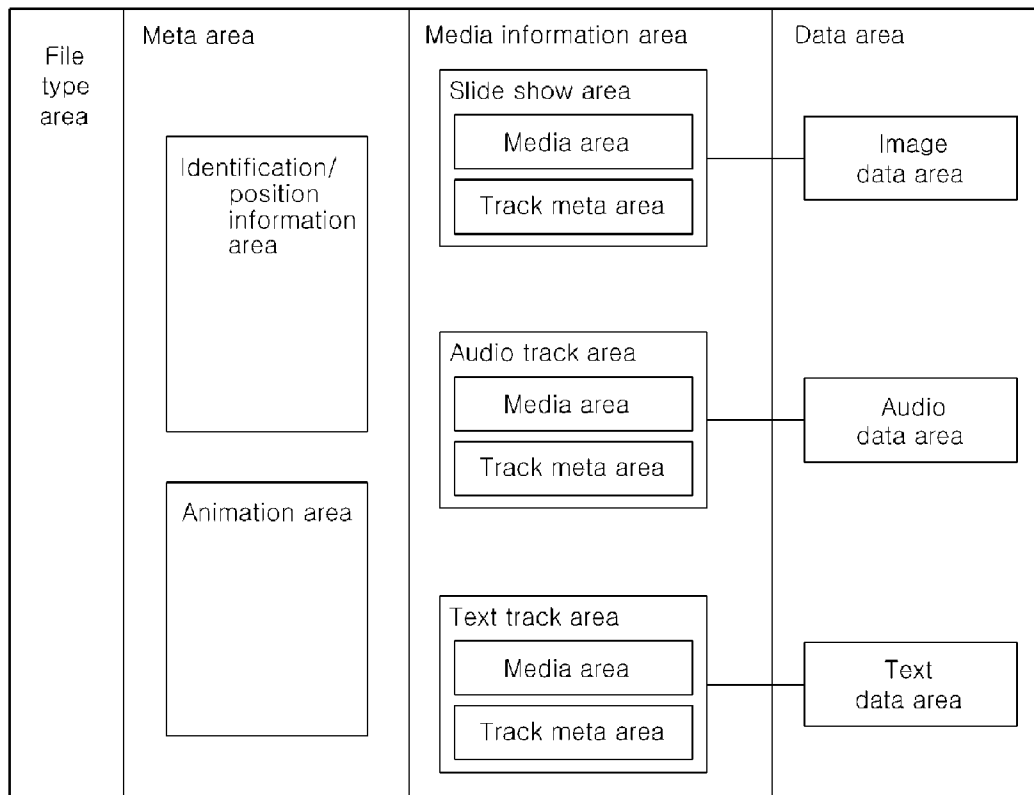 File
type
area
Meta area
Identification/
position
information
area
Animation area
Media information area
Slide show area
Media area
Track meta area
Audio track area
Media area
Track meta area
Text track area
Media area
Track meta area
Data area
Image
data area
Audio
data area
Text
data area